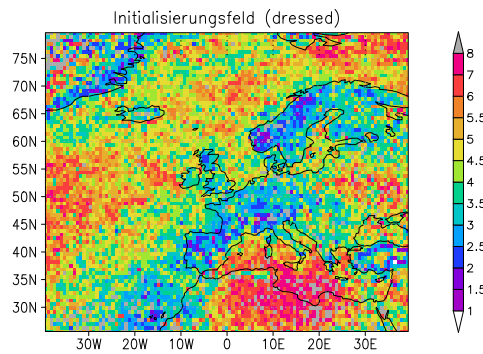 Initialisierungsfeld (dressed)
75N
70N
65N
60N
55N
50N
45N
40N
35N
30N
30W 20W 10W 0 10E 20E 30E
8
7
6
5.5
5
4.5
4
3.5
3
2.5
2
1.5
1